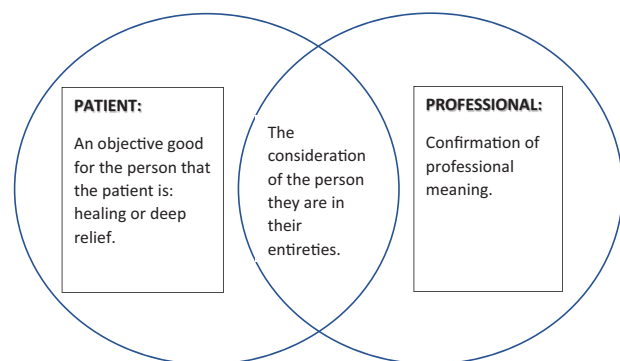 PATIENT:
An objective good
for the person that
the patient is:
healing or deep
relief.
The
consideration
of the person
they are in
their
entireties.
PROFESSIONAL:
Confirmation of
professional
meaning.